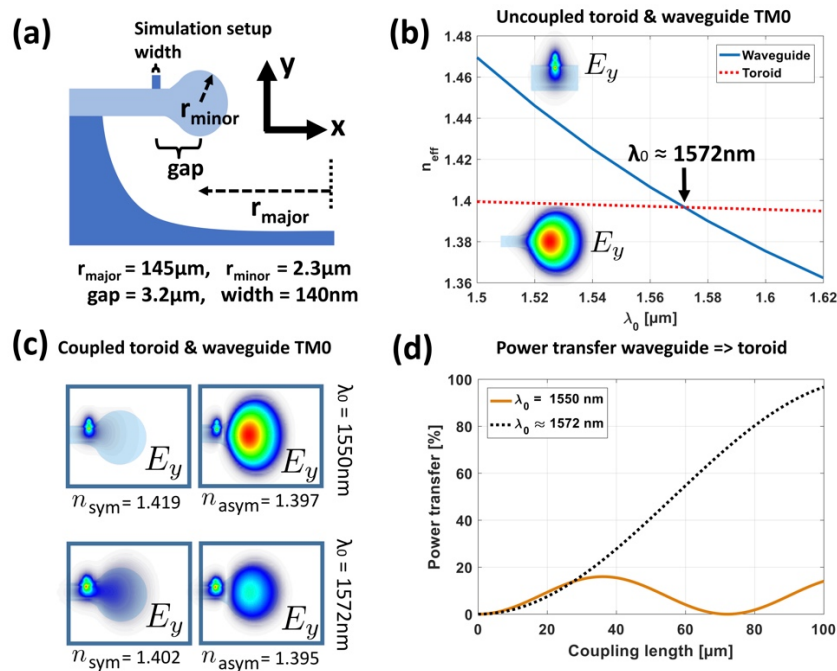 (a)
Simulation setup
width
y
x
r minor
gap
r major
r major = 145µm, r minor = 2.3µm
gap = 3.2µm, width = 140nm
(b)
Uncoupled toroid & waveguide TM0
1.48
1.46
1.44
1.42
1.4
1.38
1.36
n eff
Waveguide
Toroid
E y
λ0 ≈ 1572nm
E y
1.5
1.52
1.54
1.56
1.58
1.6
1.62
λ 0 [µm]
(c)
Coupled toroid & waveguide TM0
E y
E y
λ0 = 1550nm
n sym = 1.419
n asym = 1.397
E y
E y
λ0 = 1572nm
n sym = 1.402
n asym = 1.395
(d)
Power transfer waveguide => toroid
100
80
60
40
20
0
Power transfer [%]
λ 0 = 1550 nm
λ 0 ≈ 1572 nm
0
20
40
60
80
100
Coupling length [µm]